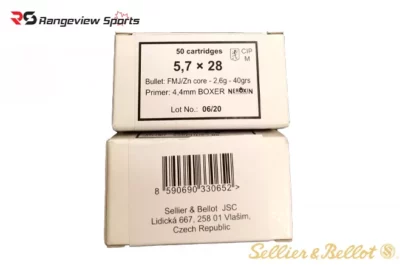 RS Rangeview Sports
50 cartridges
CIP
M
5,7 × 28
Bullet: FMJ/Zn core - 2,6g - 40grs
Primer: 4,4mm BOXER NEROXIN
Lot No.: 06/20
8 590690 330652 >
Sellier & Bellot JSC
Lidická 667, 258 01 Vlašim,
Czech Republic
Sellier & Bellot